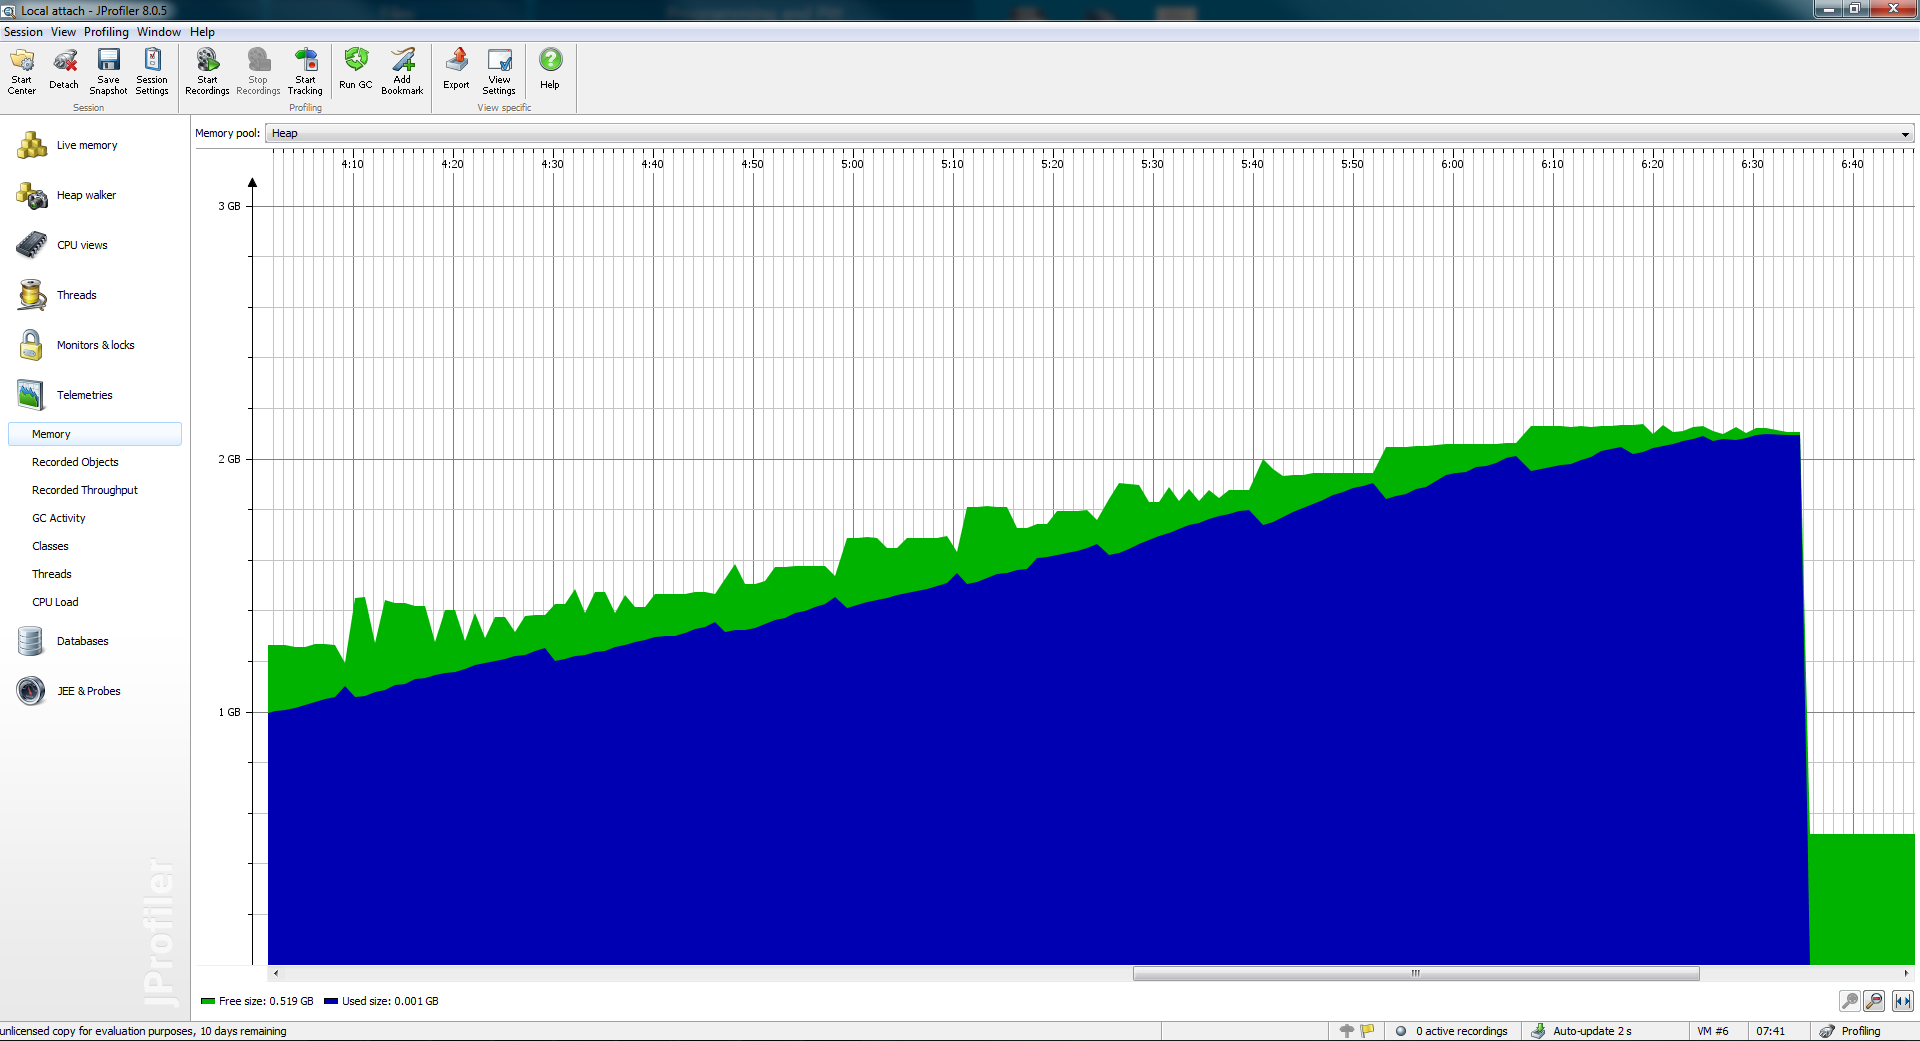 Local attach - JProfiler 8.0.5
Session View Profiling Window Help
Start Center
Detach
Save Snapshot
Session Settings
Start Recordings
Stop Recordings
Start Tracking
Run GC
Add Bookmark
Export
View Settings
Help
Session
Profiling
View specific
Live memory
Heap walker
CPU views
Threads
Monitors & locks
Telemetries
Memory
Recorded Objects
Recorded Throughput
GC Activity
Classes
Threads
CPU Load
Databases
JEE & Probes
JProfiler
Memory pool: Heap
4:10 4:20 4:30 4:40 4:50 5:00 5:10 5:20 5:30 5:40 5:50 6:00 6:10 6:20 6:30 6:40
3 GB
2 GB
1 GB
Free size: 0.519 GB Used size: 0.001 GB
unlicensed copy for evaluation purposes, 10 days remaining
0 active recordings
Auto-update 2 s
VM #6
07:41
Profiling